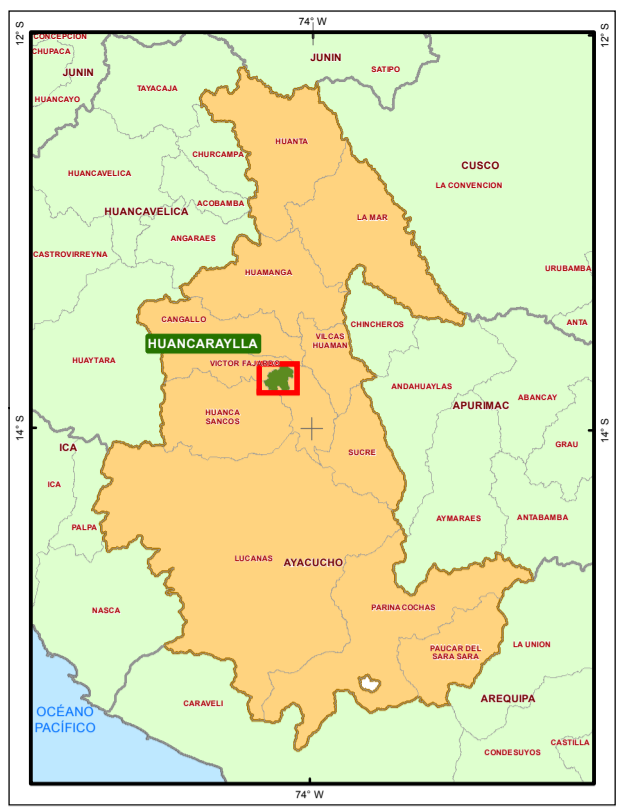 74° W
12° S
12° S
CONCEPCION
CHUPACA
JUNIN
JUNIN
SATIPO
TAYACAJA
HUANCAYO
HUANTA
CHURCAMPA
CUSCO
HUANCAVELICA
LA CONVENCION
ACOBAMBA
HUANCAVELICA
LA MAR
ANGARAES
CASTROVIRREYNA
URUBAMBA
HUAMANGA
CANGALLO
CHINCHEROS
ANTA
VILCAS
HUAMAN
HUANCARAYLLA
HUAYTARA
VICTOR FAJARDO
ANDAHUAYLAS
ABANCAY
APURIMAC
HUANCA
SANCOS
14° S
14° S
GRAU
ICA
SUCRE
ICA
AYMARAES
ANTABAMBA
PALPA
LUCANAS
AYACUCHO
NASCA
PARINACOCHAS
LA UNION
PAUCAR DEL
SARA SARA
AREQUIPA
CARAVELI
OCÉANO
PACÍFICO
CASTILLA
CONDESUYOS
74° W